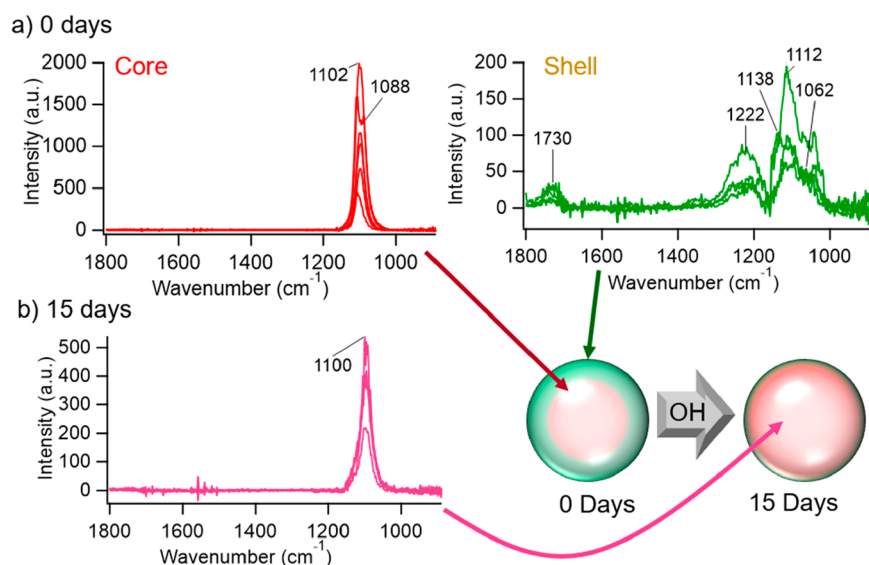 a) 0 days
Core
Intensity (a.u.)
2000
1500
1000
500
0
1102
1088
1800 1600 1400 1200 1000
Wavenumber (cm⁻¹)
Shell
Intensity (a.u.)
200
150
100
50
0
1730
1222
1138
1112
1062
1800 1600 1400 1200 1000
Wavenumber (cm⁻¹)
b) 15 days
Intensity (a.u.)
500
400
300
200
100
0
1100
1800 1600 1400 1200 1000
Wavenumber (cm⁻¹)
OH
0 Days
15 Days